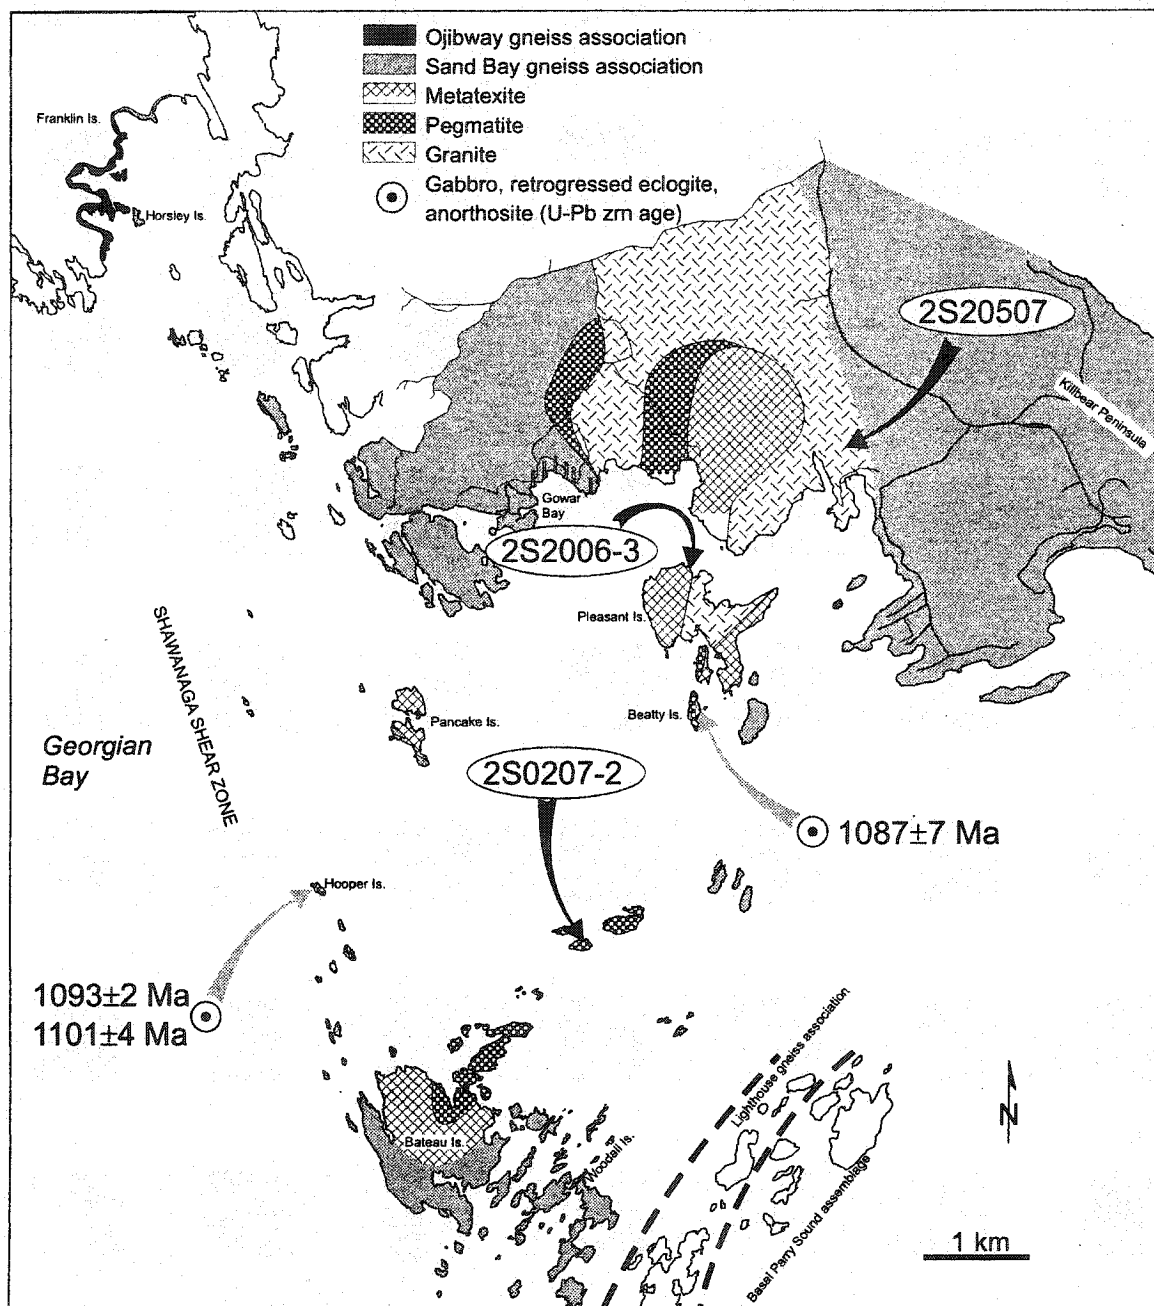 Ojibway gneiss association
Sand Bay gneiss association
Metatexite
Pegmatite
Granite
Gabbro, retrogressed eclogite,
anorthosite (U-Pb zrn age)
Franklin Is.
Horsley Is.
2S20507
Killbear Peninsula
Gowar
Bay
2S2006-3
Pleasant Is.
SHAWANAGA SHEAR ZONE
Georgian
Bay
Pancake Is.
Beatty Is.
2S0207-2
1087±7 Ma
Hooper Is.
1093±2 Ma
1101±4 Ma
Lighthouse gneiss association
N
Bateau Is.
Woodall Is.
Basal Parry Sound assemblage
1 km